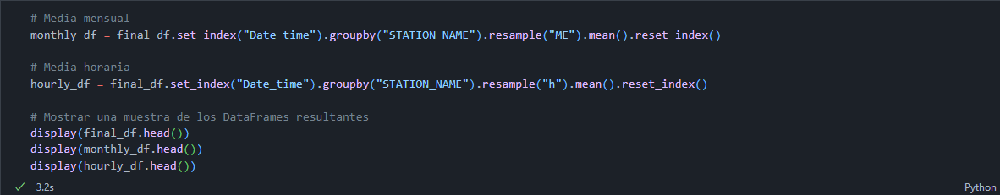 # Media mensual
monthly_df = final_df.set_index("Date_time").groupby("STATION_NAME").resample("ME").mean().reset_index()
# Media horaria
hourly_df = final_df.set_index("Date_time").groupby("STATION_NAME").resample("h").mean().reset_index()
# Mostrar una muestra de los DataFrames resultantes
display(final_df.head())
display(monthly_df.head())
display(hourly_df.head())
3.2s Python